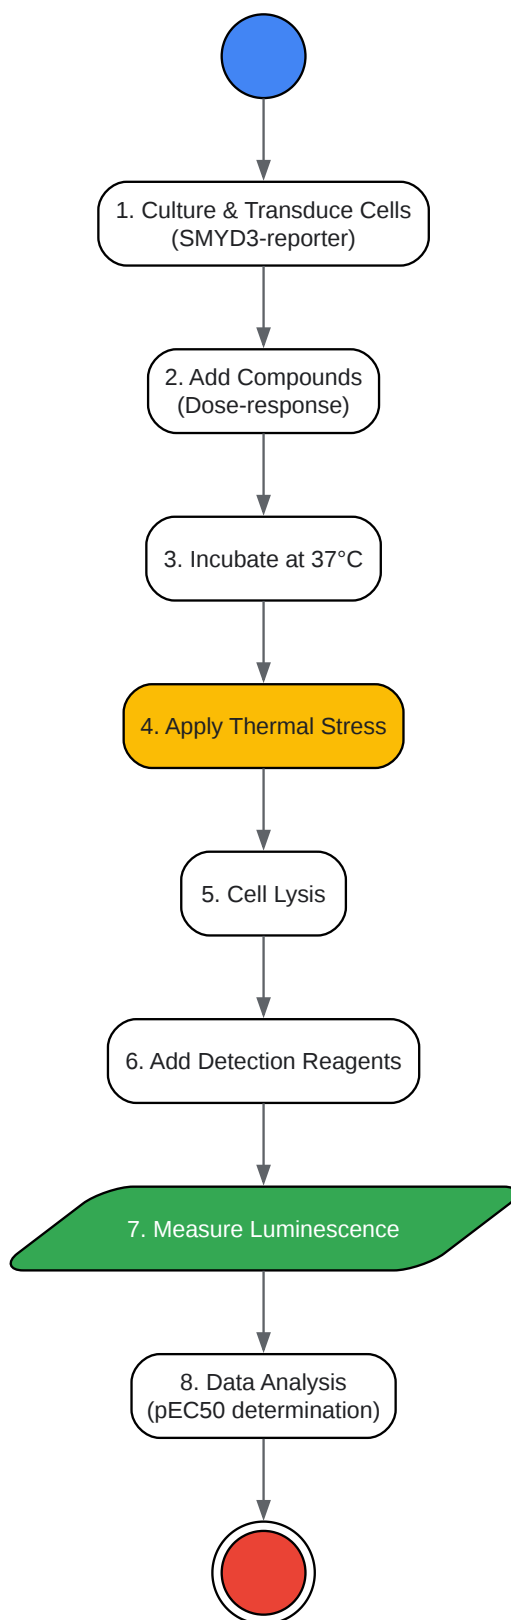 1. Culture & Transduce Cells
(SMYD3-reporter)
2. Add Compounds
(Dose-response)
3. Incubate at 37°C
4. Apply Thermal Stress
5. Cell Lysis
6. Add Detection Reagents
7. Measure Luminescence
8. Data Analysis
(pEC50 determination)